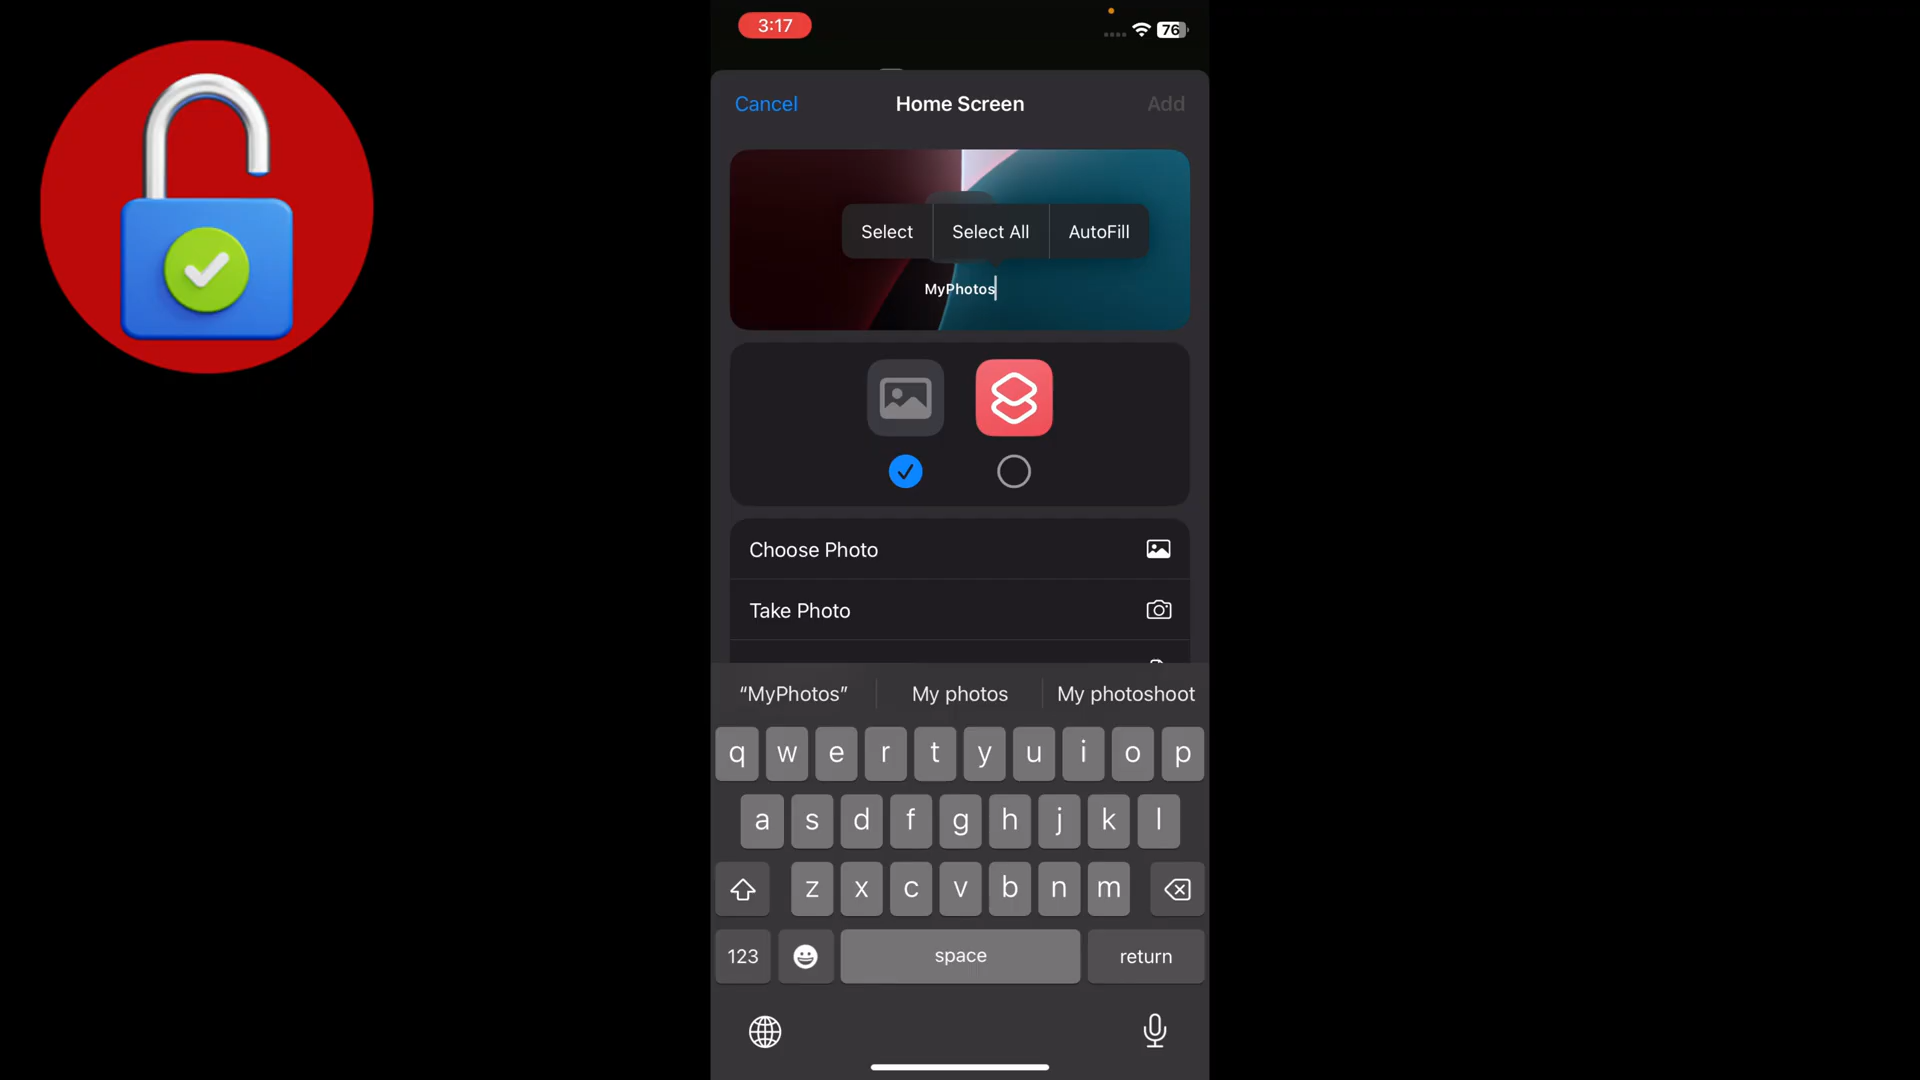 3:17
76
Cancel
Home Screen
Add
Select
Select All
AutoFill
MyPhotos
Choose Photo
Take Photo
“MyPhotos”
My photos
My photoshoot
q w e r t y u i o p
a s d f g h j k l
z x c v b n m
123
space
return